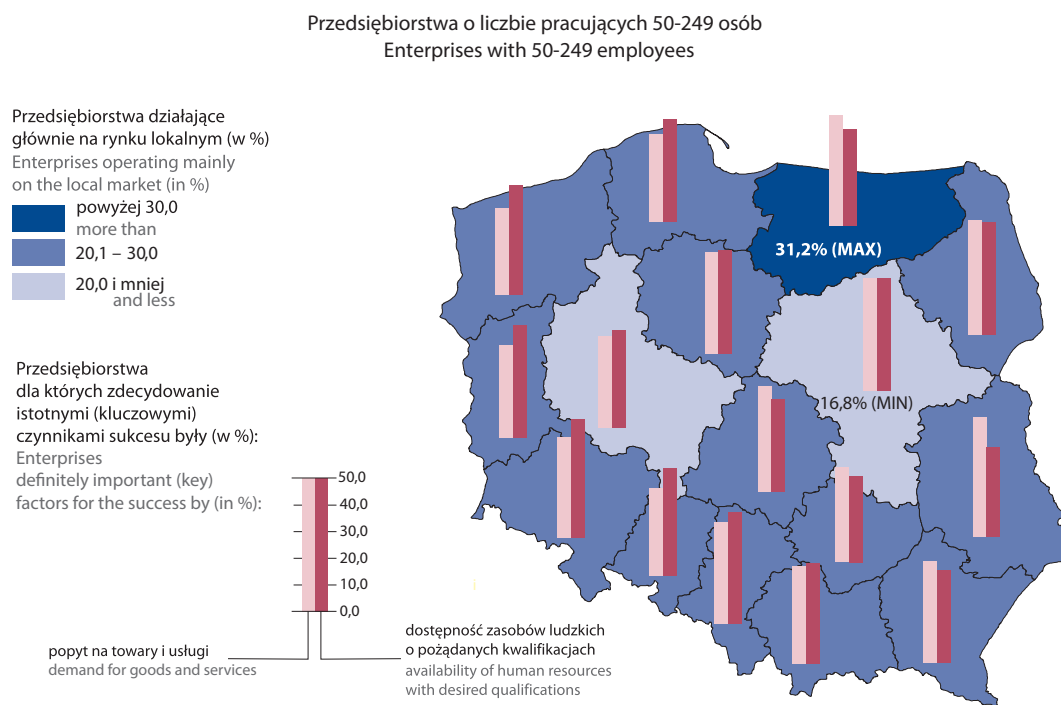 Przedsiębiorstwa o liczbie pracujących 50-249 osób
Enterprises with 50-249 employees
Przedsiębiorstwa działające
głównie na rynku lokalnym (w %)
Enterprises operating mainly
on the local market (in %)
powyżej 30,0
more than
20,1 – 30,0
20,0 i mniej
and less
31,2% (MAX)
16,8% (MIN)
Przedsiębiorstwa
dla których zdecydowanie
istotnymi (kluczowymi)
czynnikami sukcesu były (w %):
Enterprises
definitely important (key)
factors for the success by (in %):
50,0
40,0
30,0
20,0
10,0
0,0
popyt na towary i usługi
demand for goods and services
dostępność zasobów ludzkich
o pożądanych kwalifikacjach
availability of human resources
with desired qualifications